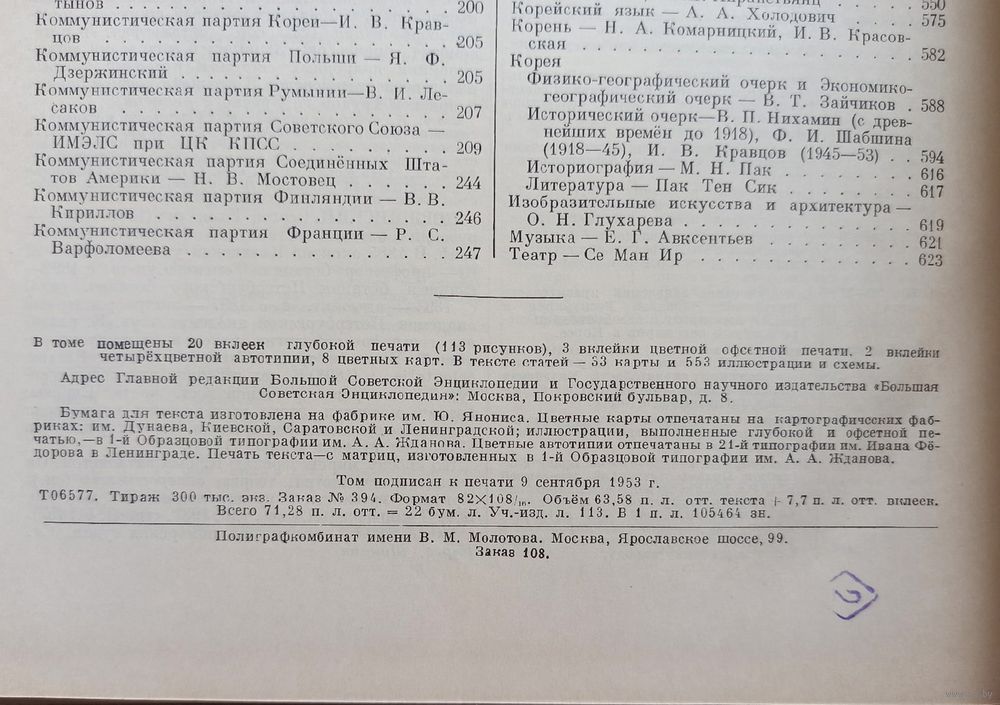 тынов . . . . . . . . . . . . . . . . . . 200
Коммунистическая партия Кореи—И. В. Крав-
цов . . . . . . . . . . . . . . . . . . 205
Коммунистическая партия Польши — Я. Ф.
Дзержинский . . . . . . . . . . . . . . 205
Коммунистическая партия Румынии—В. И. Ле-
саков . . . . . . . . . . . . . . . . . 207
Коммунистическая партия Советского Союза —
ИМЭЛС при ЦК КПСС . . . . . . . . . 209
Коммунистическая партия Соединённых Шта-
тов Америки — Н. В. Мостовец . . . . . . 244
Коммунистическая партия Финляндии — В. В.
Кириллов . . . . . . . . . . . . . . . 246
Коммунистическая партия Франции — Р. С.
Варфоломеева . . . . . . . . . . . . . 247
550
Корейский язык — А. А. Холодович . . . . 575
Корень — Н. А. Комарницкий, И. В. Красов-
ская . . . . . . . . . . . . . . . . . . 582
Корея
Физико-географический очерк и Экономико-
географический очерк — В. Т. Зайчиков . 588
Исторический очерк—В. П. Нихамин (с древ-
нейших времён до 1918), Ф. И. Шабшина
(1918—45), И. В. Кравцов (1945—53) . . 594
Историография — М. Н. Пак . . . . . . . 616
Литература — Пак Тен Сик . . . . . . . . 617
Изобразительные искусства и архитектура —
О. Н. Глухарева . . . . . . . . . . . . 619
Музыка — Е. Г. Авксентьев . . . . . . . . 621
Театр — Се Ман Ир . . . . . . . . . . . 623
В томе помещены 20 вклеек глубокой печати (113 рисунков), 3 вклейки цветной офсетной печати, 2 вклейки
четырёхцветной автотипии, 8 цветных карт. В тексте статей — 33 карты и 553 иллюстрации и схемы.
Адрес Главной редакции Большой Советской Энциклопедии и Государственного научного издательства «Большая
Советская Энциклопедия»: Москва, Покровский бульвар, д. 8.
Бумага для текста изготовлена на фабрике им. Ю. Янониса. Цветные карты отпечатаны на картографических фаб-
риках: им. Дунаева, Киевской, Саратовской и Ленинградской; иллюстрации, выполненные глубокой и офсетной пе-
чатью,—в 1-й Образцовой типографии им. А. А. Жданова. Цветные автотипии отпечатаны в 21-й типографии им. Ивана Фё-
дорова в Ленинграде. Печать текста—с матриц, изготовленных в 1-й Образцовой типографии им. А. А. Жданова.
Том подписан к печати 9 сентября 1953 г.
Т06577. Тираж 300 тыс. экз. Заказ № 394. Формат 82×108/₁₆. Объём 63,58 п. л. отт. текста + 7,7 п. л. отт. вклеек.
Всего 71,28 п. л. отт. = 22 бум. л. Уч.-изд. л. 113. В 1 п. л. 105464 зн.
Полиграфкомбинат имени В. М. Молотова. Москва, Ярославское шоссе, 99.
Заказ 108.